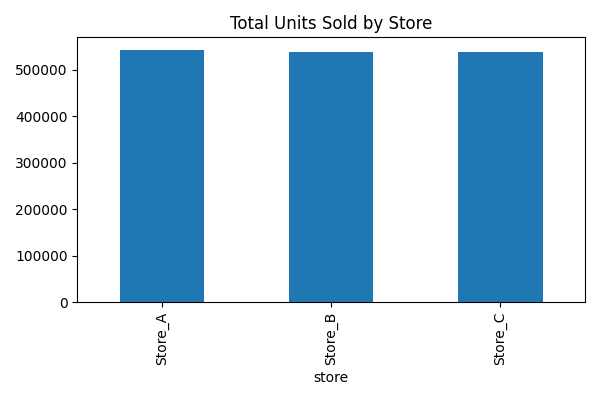 Total Units Sold by Store
500000
400000
300000
200000
100000
0
Store_A
Store_B
Store_C
store